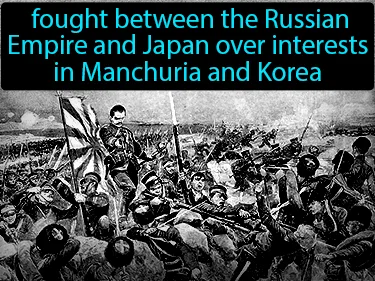 fought between the Russian
Empire and Japan over interests
in Manchuria and Korea